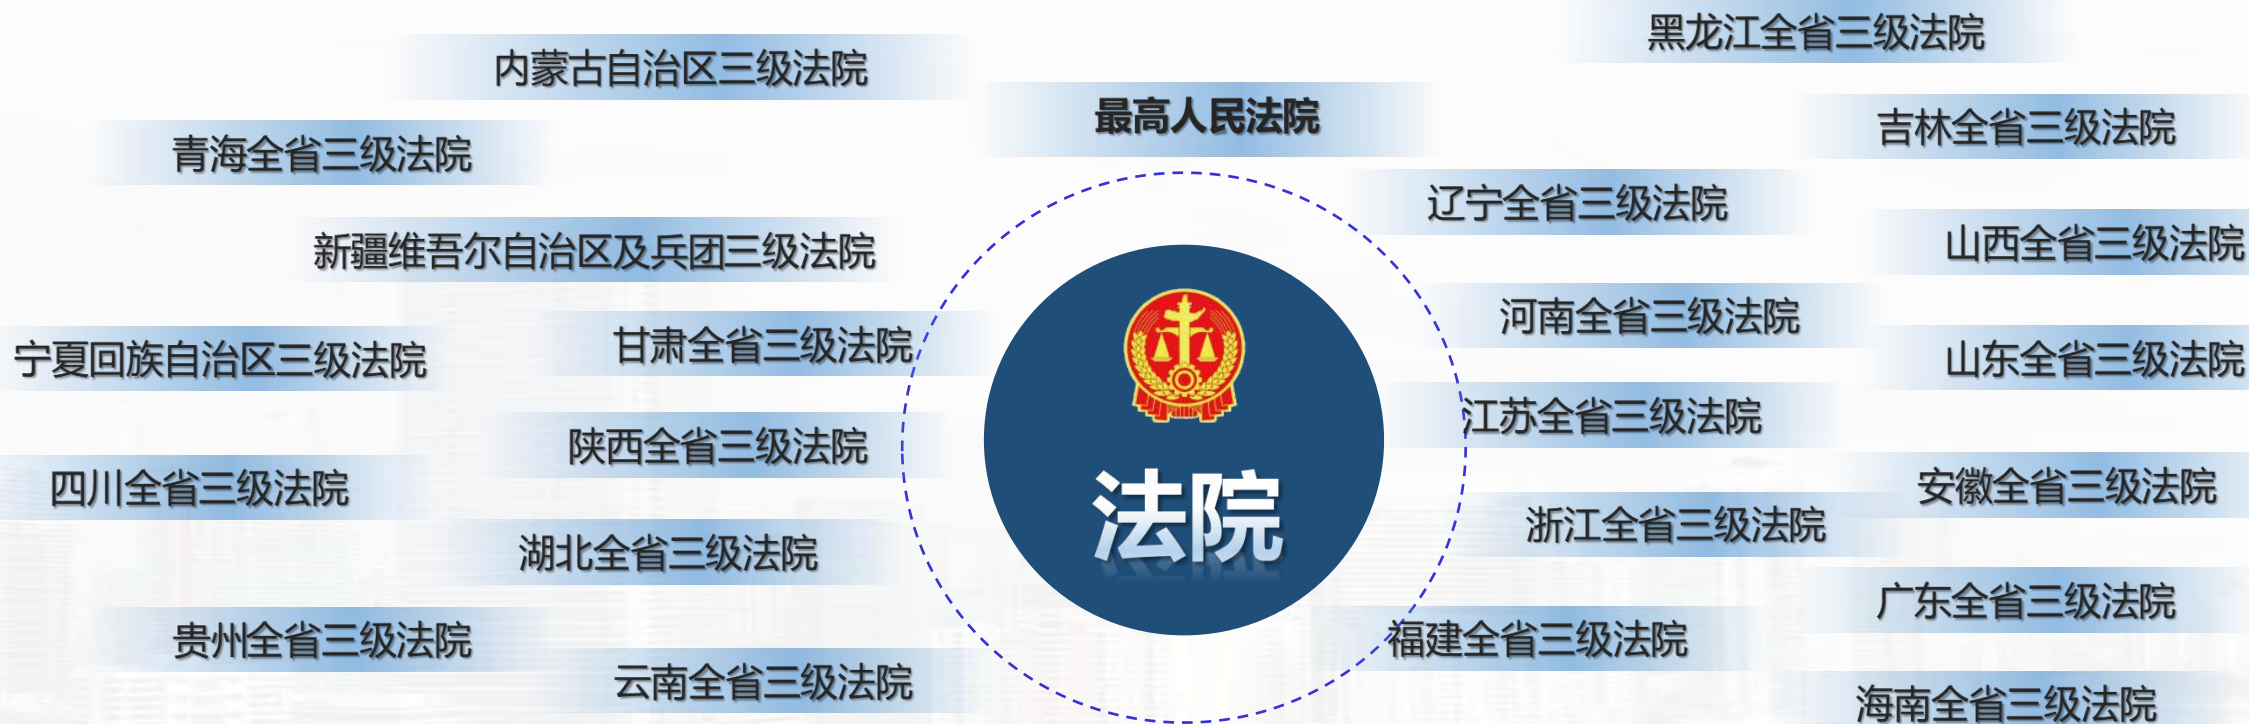 黑龙江全省三级法院
内蒙古自治区三级法院
最高人民法院
吉林全省三级法院
青海全省三级法院
辽宁全省三级法院
新疆维吾尔自治区及兵团三级法院
山西全省三级法院
河南全省三级法院
宁夏回族自治区三级法院
甘肃全省三级法院
山东全省三级法院
江苏全省三级法院
陕西全省三级法院
四川全省三级法院
安徽全省三级法院
法院
浙江全省三级法院
湖北全省三级法院
广东全省三级法院
贵州全省三级法院
福建全省三级法院
云南全省三级法院
海南全省三级法院